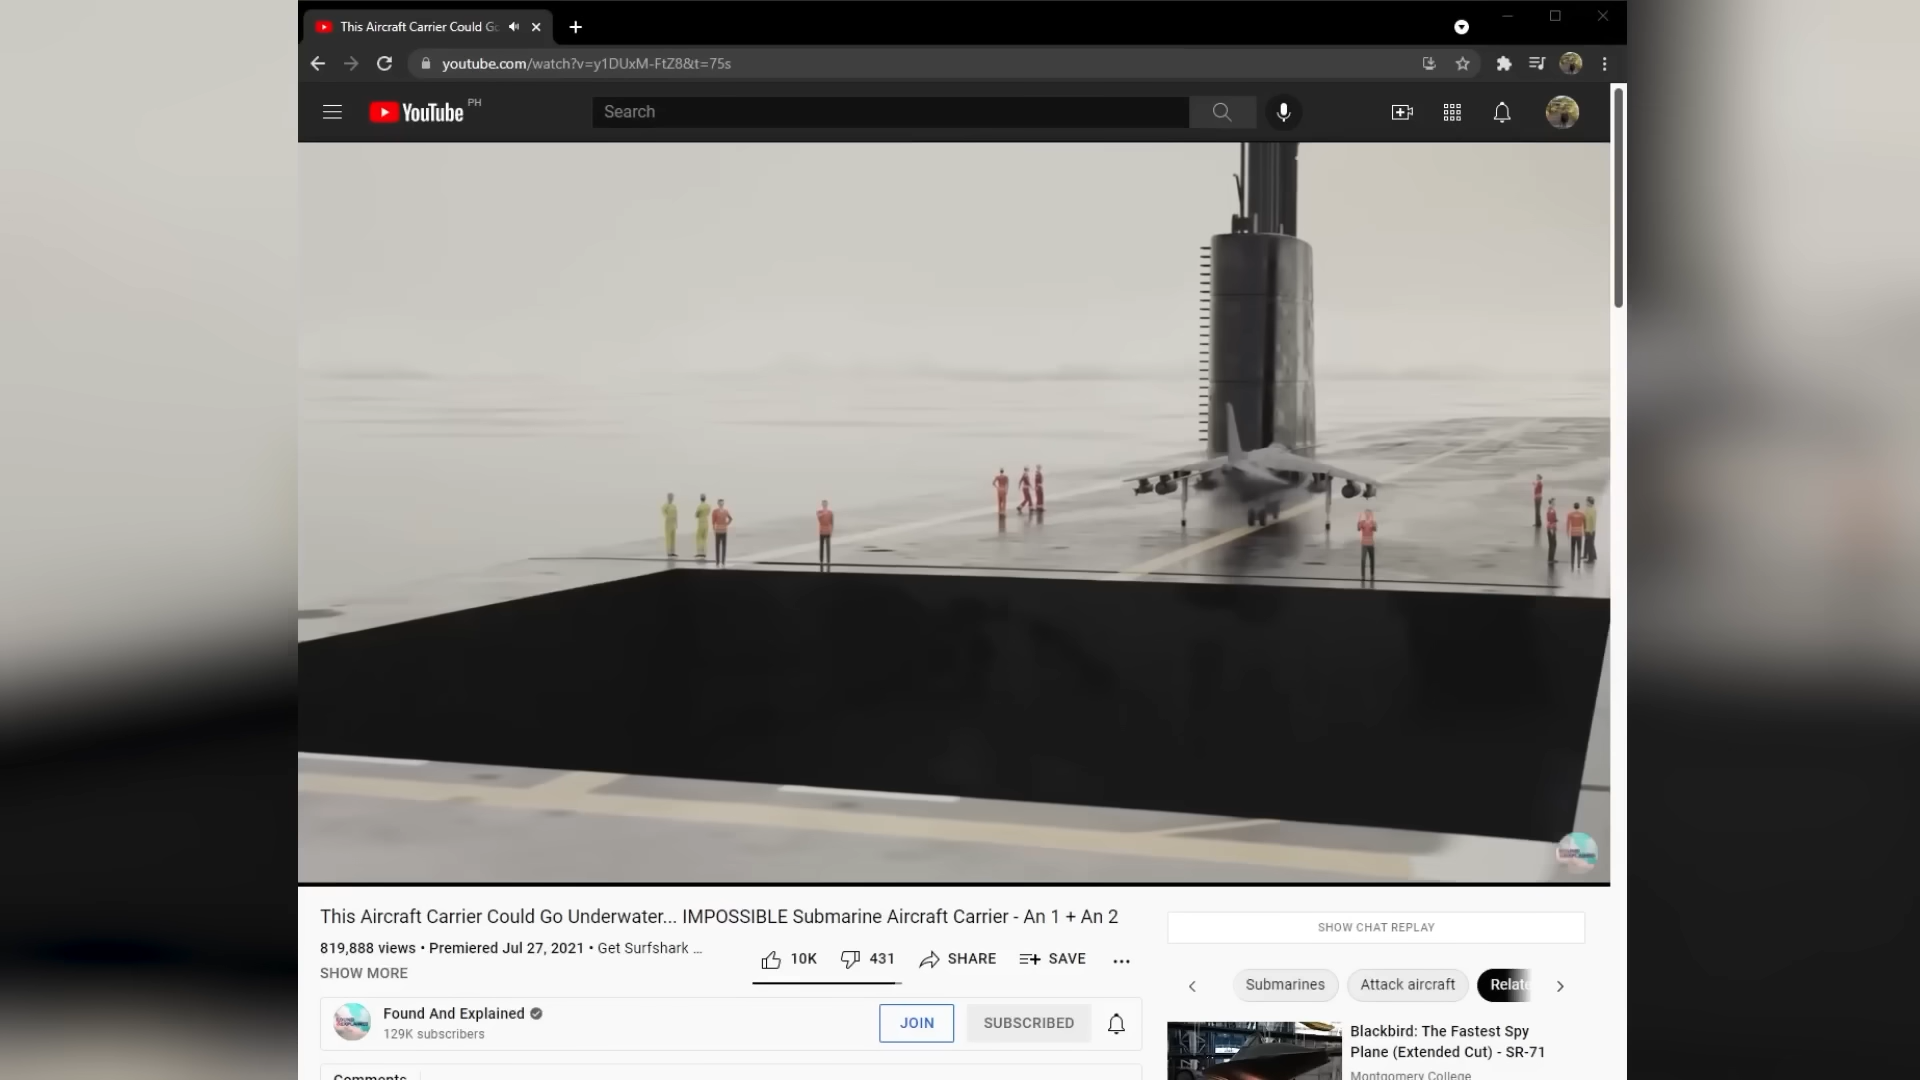 This Aircraft Carrier Could Go
youtube.com/watch?v=y1DUxM-FtZ8&t=75s
YouTube PH
Search
This Aircraft Carrier Could Go Underwater... IMPOSSIBLE Submarine Aircraft Carrier - An 1 + An 2
819,888 views • Premiered Jul 27, 2021 • Get Surfshark ...
SHOW MORE
10K
431
SHARE
SAVE
Found And Explained
129K subscribers
JOIN
SUBSCRIBED
Comments
SHOW CHAT REPLAY
Submarines
Attack aircraft
Relate
Blackbird: The Fastest Spy
Plane (Extended Cut) - SR-71
Montgomery College